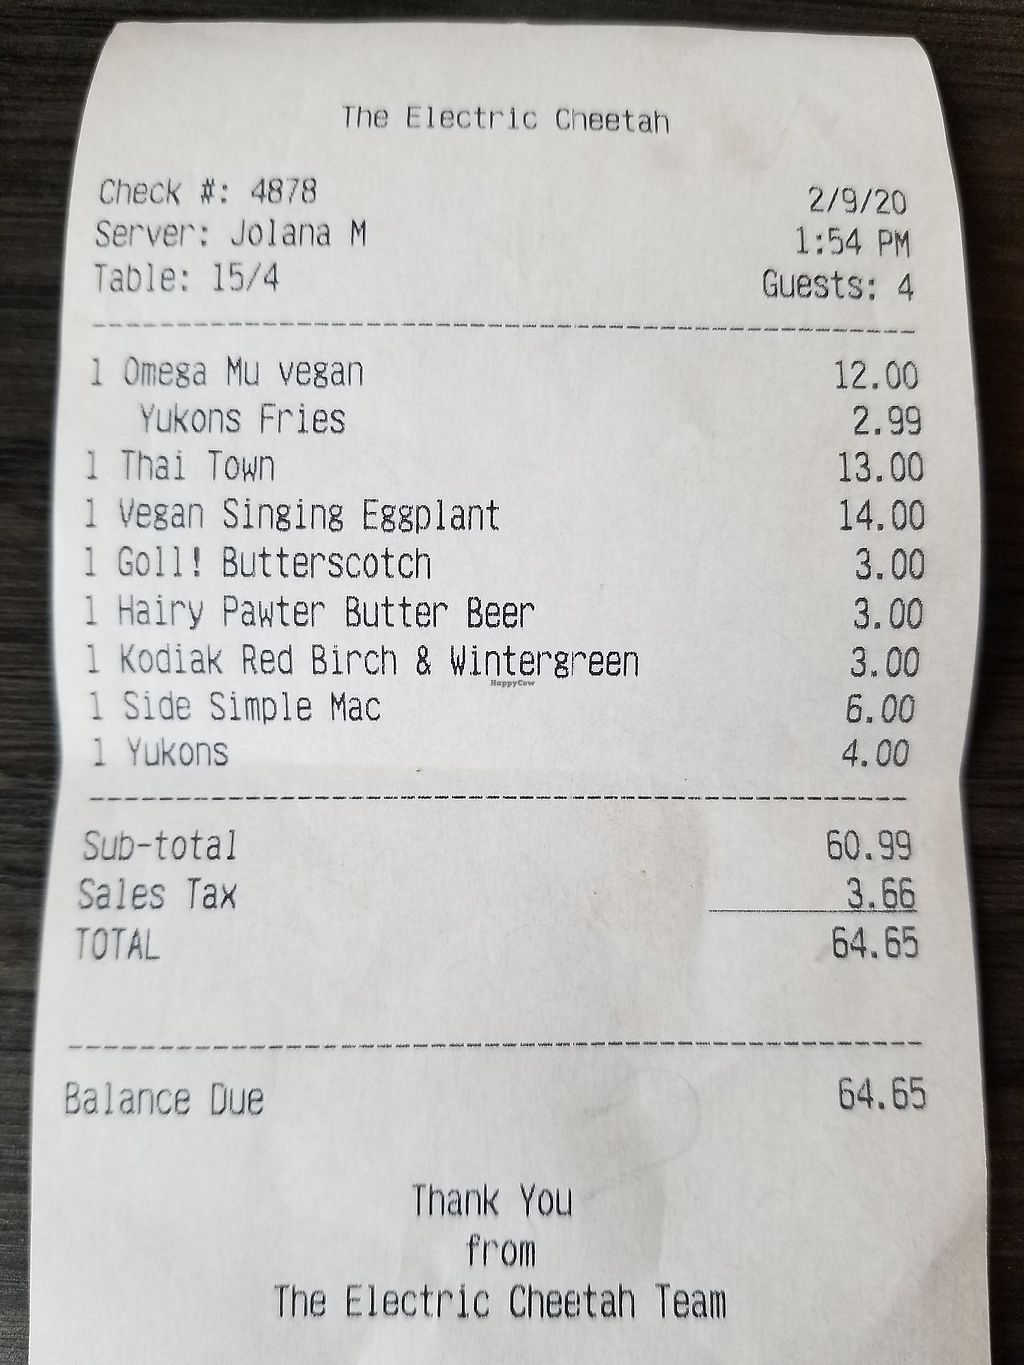 The Electric Cheetah
Check #: 4878 2/9/20
Server: Jolana M 1:54 PM
Table: 15/4 Guests: 4
1 Omega Mu vegan 12.00
Yukons Fries 2.99
1 Thai Town 13.00
1 Vegan Singing Eggplant 14.00
1 Goll! Butterscotch 3.00
1 Hairy Pawter Butter Beer 3.00
1 Kodiak Red Birch & Wintergreen 3.00
HappyCow
1 Side Simple Mac 6.00
1 Yukons 4.00
Sub-total 60.99
Sales Tax 3.66
TOTAL 64.65
Balance Due 64.65
Thank You
from
The Electric Cheetah Team